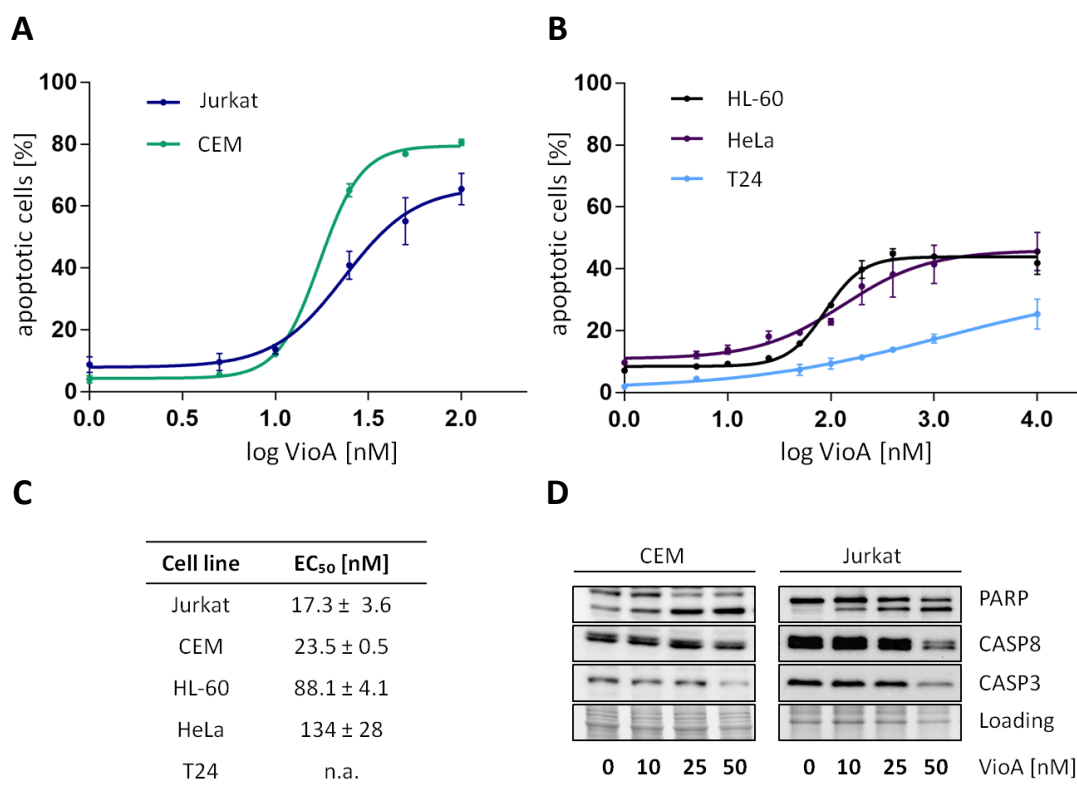 A
100
80
60
40
20
0
apoptotic cells [%]
Jurkat
CEM
0.0 0.5 1.0 1.5 2.0
log VioA [nM]
B
100
80
60
40
20
0
apoptotic cells [%]
HL-60
HeLa
T24
0.0 1.0 2.0 3.0 4.0
log VioA [nM]
C
Cell line EC₅₀ [nM]
Jurkat 17.3 ± 3.6
CEM 23.5 ± 0.5
HL-60 88.1 ± 4.1
HeLa 134 ± 28
T24 n.a.
D
CEM Jurkat
PARP
CASP8
CASP3
Loading
0 10 25 50 0 10 25 50 VioA [nM]